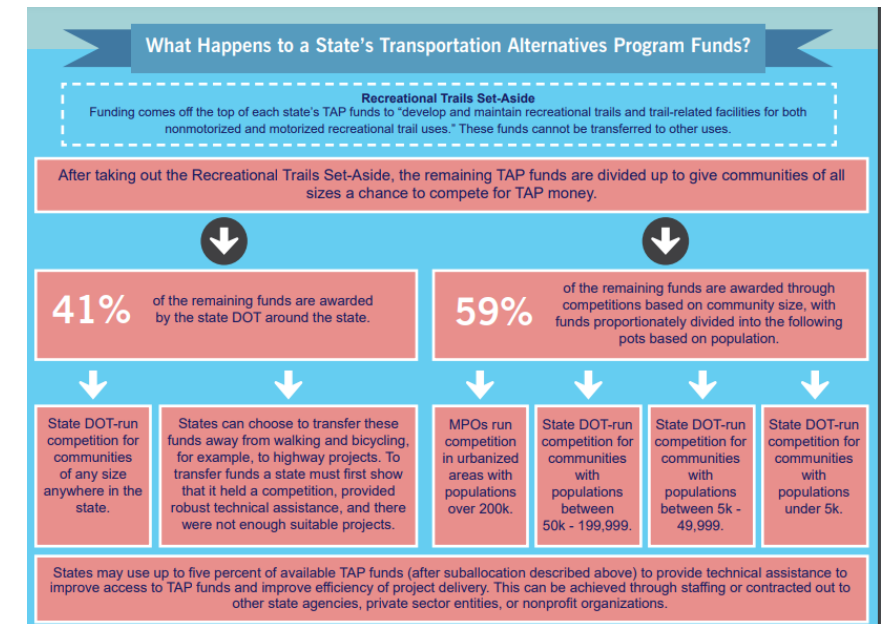 What Happens to a State's Transportation Alternatives Program Funds?
Recreational Trails Set-Aside
Funding comes off the top of each state's TAP funds to "develop and maintain recreational trails and trail-related facilities for both
nonmotorized and motorized recreational trail uses." These funds cannot be transferred to other uses.
After taking out the Recreational Trails Set-Aside, the remaining TAP funds are divided up to give communities of all
sizes a chance to compete for TAP money.
41%
of the remaining funds are awarded
by the state DOT around the state.
59%
of the remaining funds are awarded through
competitions based on community size, with
funds proportionately divided into the following
pots based on population.
State DOT-run
competition for
communities
of any size
anywhere in the
state.
States can choose to transfer these
funds away from walking and bicycling,
for example, to highway projects. To
transfer funds a state must first show
that it held a competition, provided
robust technical assistance, and there
were not enough suitable projects.
MPOs run
competition
in urbanized
areas with
populations
over 200k.
State DOT-run
competition for
communities
with
populations
between
50k - 199,999.
State DOT-run
competition for
communities
with
populations
between 5k -
49,999.
State DOT-run
competition for
communities
with
populations
under 5k.
States may use up to five percent of available TAP funds (after suballocation described above) to provide technical assistance to
improve access to TAP funds and improve efficiency of project delivery. This can be achieved through staffing or contracted out to
other state agencies, private sector entities, or nonprofit organizations.